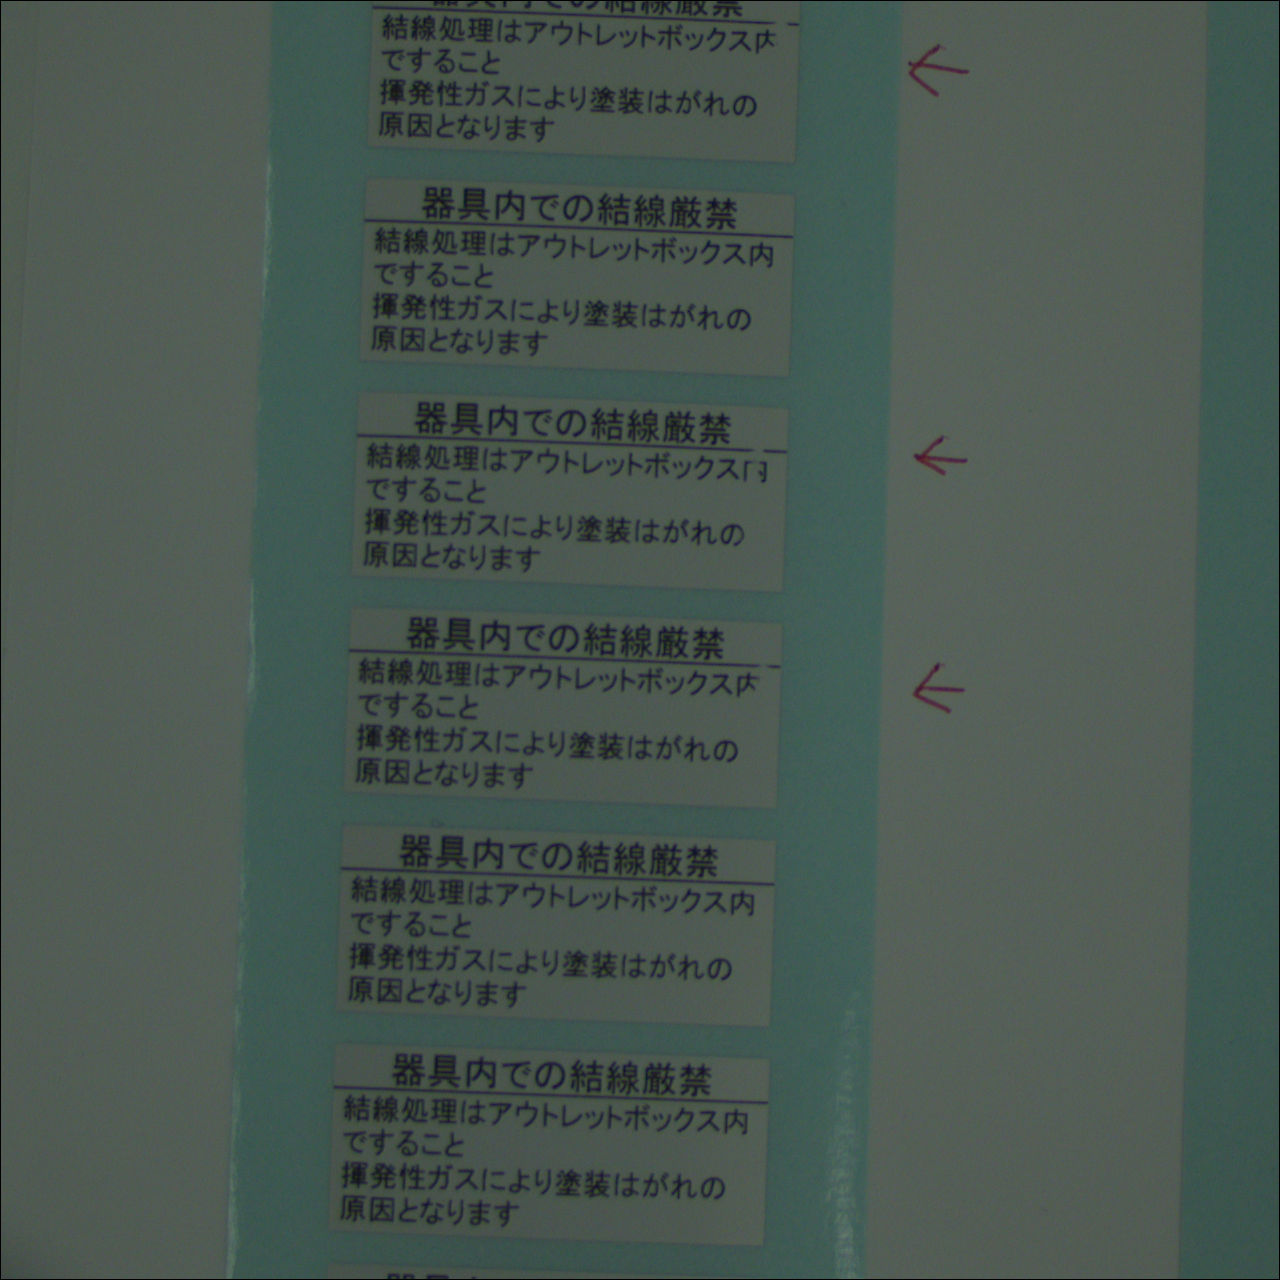 器具内での結線厳禁
結線処理はアウトレットボックス内
ですること
揮発性ガスにより塗装はがれの
原因となります
器具内での結線厳禁
結線処理はアウトレットボックス内
ですること
揮発性ガスにより塗装はがれの
原因となります
器具内での結線厳禁
結線処理はアウトレットボックス内
ですること
揮発性ガスにより塗装はがれの
原因となります
器具内での結線厳禁
結線処理はアウトレットボックス内
ですること
揮発性ガスにより塗装はがれの
原因となります
器具内での結線厳禁
結線処理はアウトレットボックス内
ですること
揮発性ガスにより塗装はがれの
原因となります
器具内での結線厳禁
結線処理はアウトレットボックス内
ですること
揮発性ガスにより塗装はがれの
原因となります